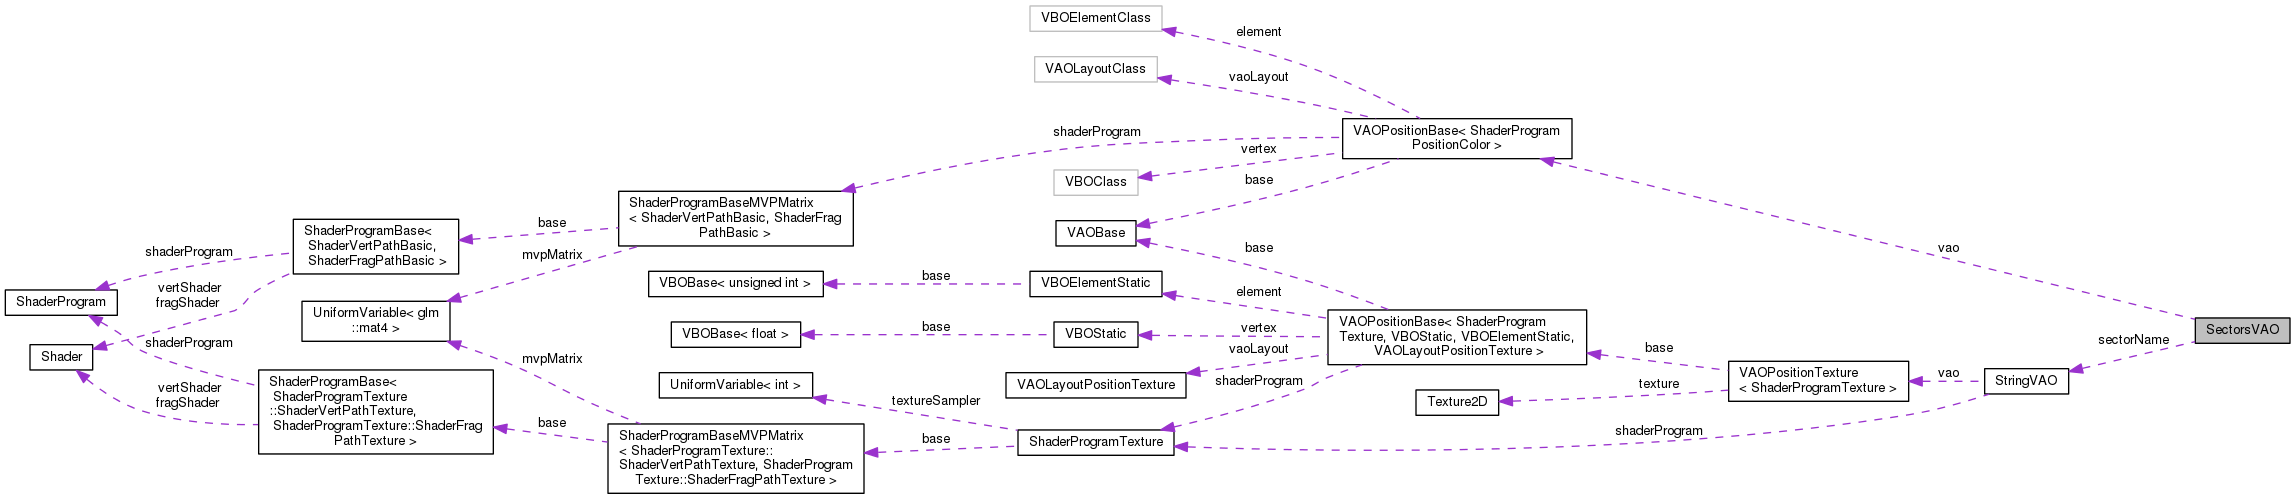 VBOElementClass
element
VAOLayoutClass
vaoLayout
VAOPositionBase< ShaderProgram
PositionColor >
shaderProgram
vertex
VBOClass
base
ShaderProgramBaseMVPMatrix
< ShaderVertPathBasic, ShaderFrag
PathBasic >
VAOBase
base
ShaderProgramBase<
ShaderVertPathBasic,
ShaderFragPathBasic >
shaderProgram
mvpMatrix
base
vao
VBOBase< unsigned int >
base
VBOElementStatic
element
vertShader
fragShader
ShaderProgram
UniformVariable< glm
::mat4 >
VBOBase< float >
base
VBOStatic
vertex
VAOPositionBase< ShaderProgram
Texture, VBOStatic, VBOElementStatic,
VAOLayoutPositionTexture >
SectorsVAO
sectorName
shaderProgram
Shader
mvpMatrix
vaoLayout
base
UniformVariable< int >
VAOLayoutPositionTexture
shaderProgram
texture
VAOPositionTexture
< ShaderProgramTexture >
vao
StringVAO
ShaderProgramBase<
ShaderProgramTexture
::ShaderVertPathTexture,
ShaderProgramTexture::ShaderFrag
PathTexture >
vertShader
fragShader
textureSampler
Texture2D
base
ShaderProgramBaseMVPMatrix
< ShaderProgramTexture::
ShaderVertPathTexture, ShaderProgram
Texture::ShaderFragPathTexture >
base
ShaderProgramTexture
shaderProgram